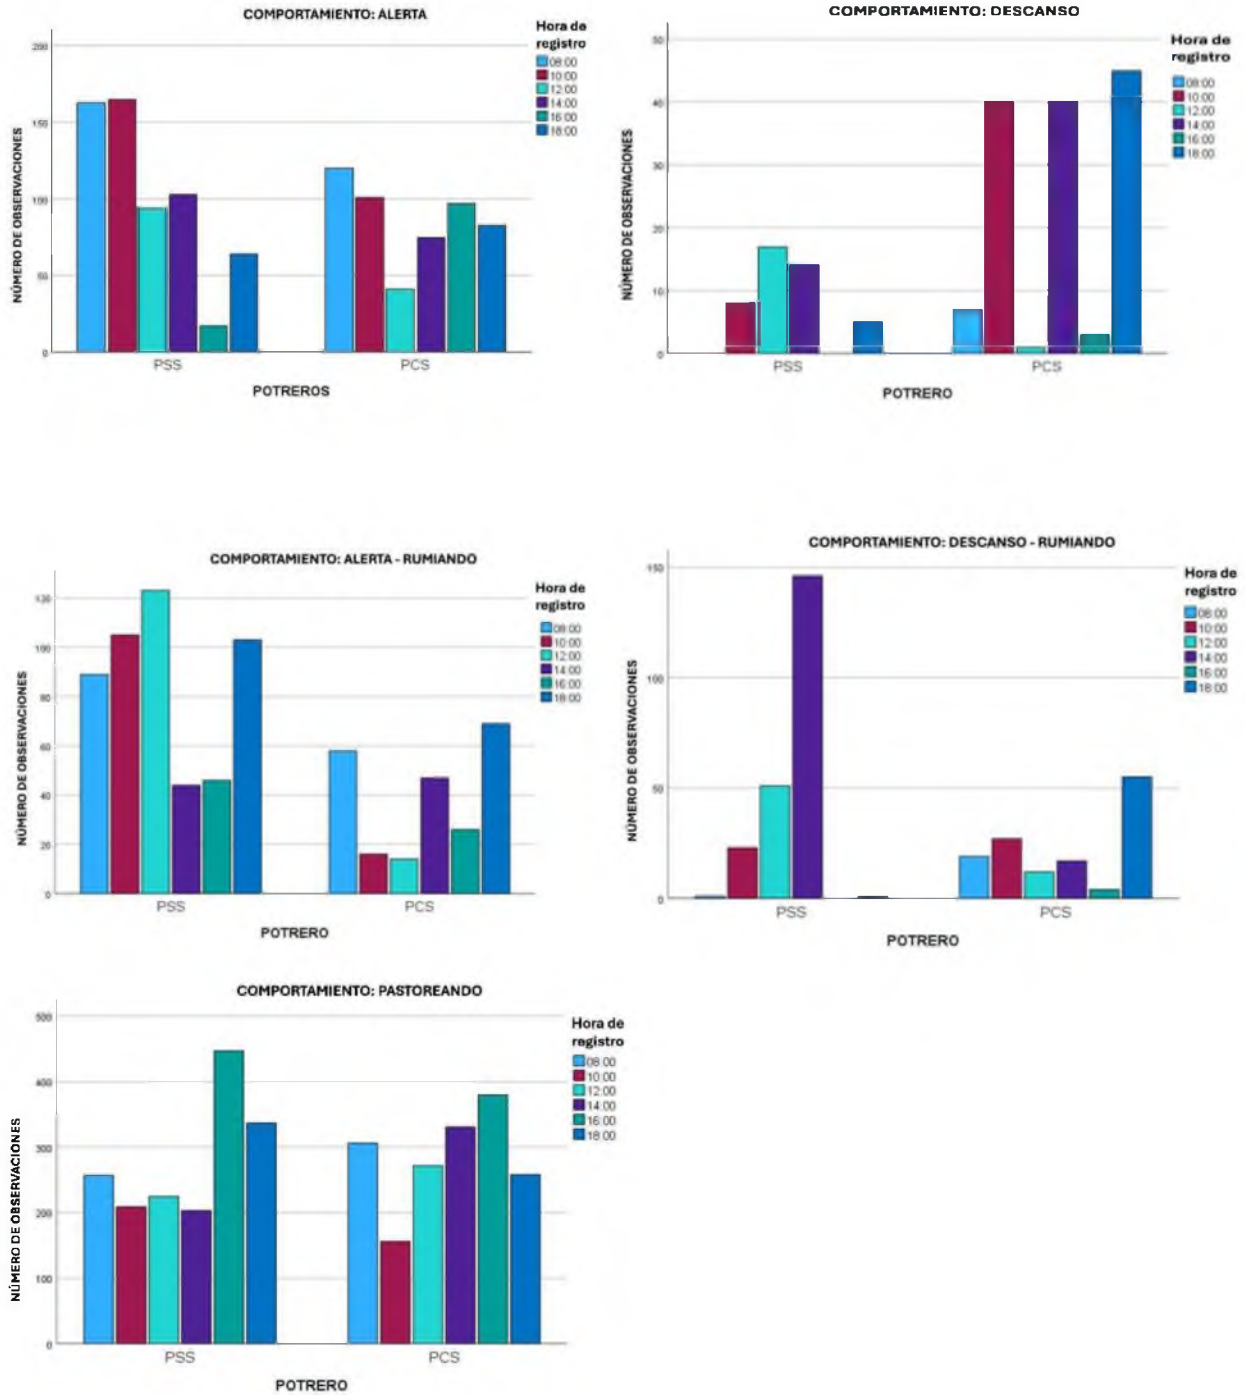 COMPORTAMIENTO: ALERTA
Hora de
registro
08:00
10:00
12:00
14:00
16:00
18:00
200
150
100
50
0
NÚMERO DE OBSERVACIONES
PSS
PCS
POTREROS
COMPORTAMIENTO: DESCANSO
Hora de
registro
08:00
10:00
12:00
14:00
16:00
18:00
50
40
30
20
10
0
NÚMERO DE OBSERVACIONES
PSS
PCS
POTRERO
COMPORTAMIENTO: ALERTA - RUMIANDO
Hora de
registro
08:00
10:00
12:00
14:00
16:00
18:00
120
100
80
60
40
20
0
NÚMERO DE OBSERVACIONES
PSS
PCS
POTRERO
COMPORTAMIENTO: DESCANSO - RUMIANDO
Hora de
registro
08:00
10:00
12:00
14:00
16:00
18:00
150
100
50
0
NÚMERO DE OBSERVACIONES
PSS
PCS
POTRERO
COMPORTAMIENTO: PASTOREANDO
Hora de
registro
08:00
10:00
12:00
14:00
16:00
18:00
500
400
300
200
100
0
NÚMERO DE OBSERVACIONES
PSS
PCS
POTRERO